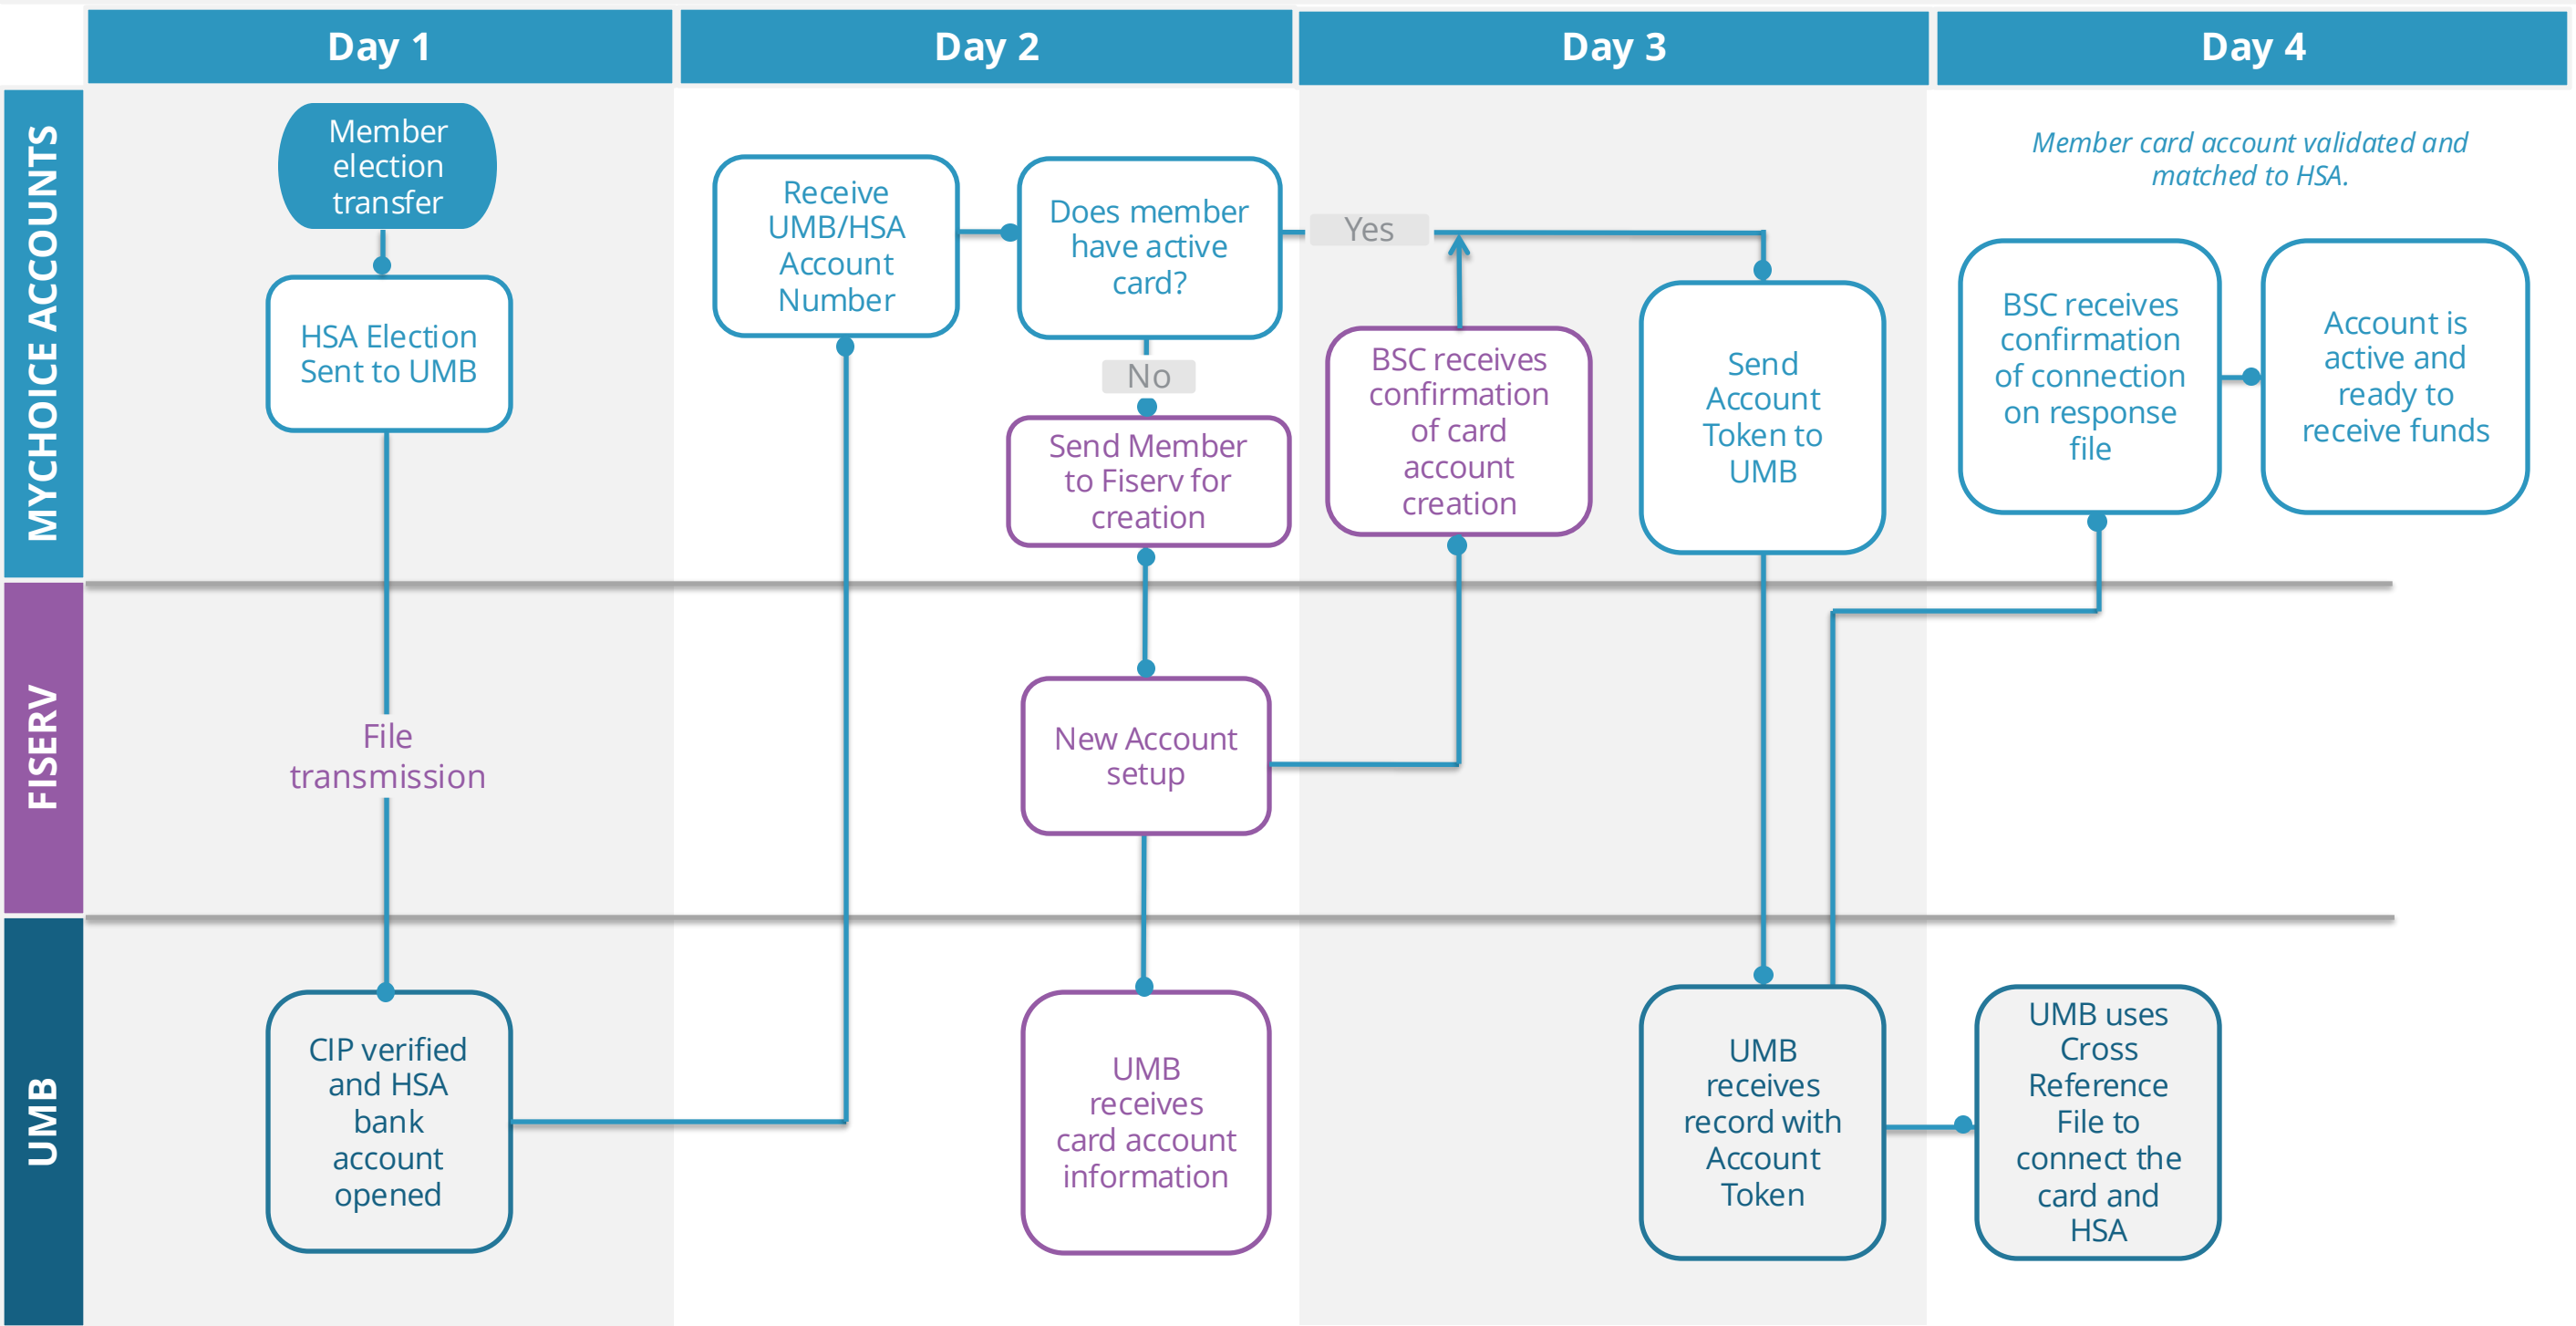 Day 1
Day 2
Day 3
Day 4
MYCHOICE ACCOUNTS
Member
election
transfer
HSA Election
Sent to UMB
Receive
UMB/HSA
Account
Number
Does member
have active
card?
Yes
No
Send Member
to Fiserv for
creation
BSC receives
confirmation
of card
account
creation
Send
Account
Token to
UMB
Member card account validated and
matched to HSA.
BSC receives
confirmation
of connection
on response
file
Account is
active and
ready to
receive funds
FISERV
File
transmission
New Account
setup
UMB
CIP verified
and HSA
bank
account
opened
UMB
receives
card account
information
UMB
receives
record with
Account
Token
UMB uses
Cross
Reference
File to
connect the
card and
HSA